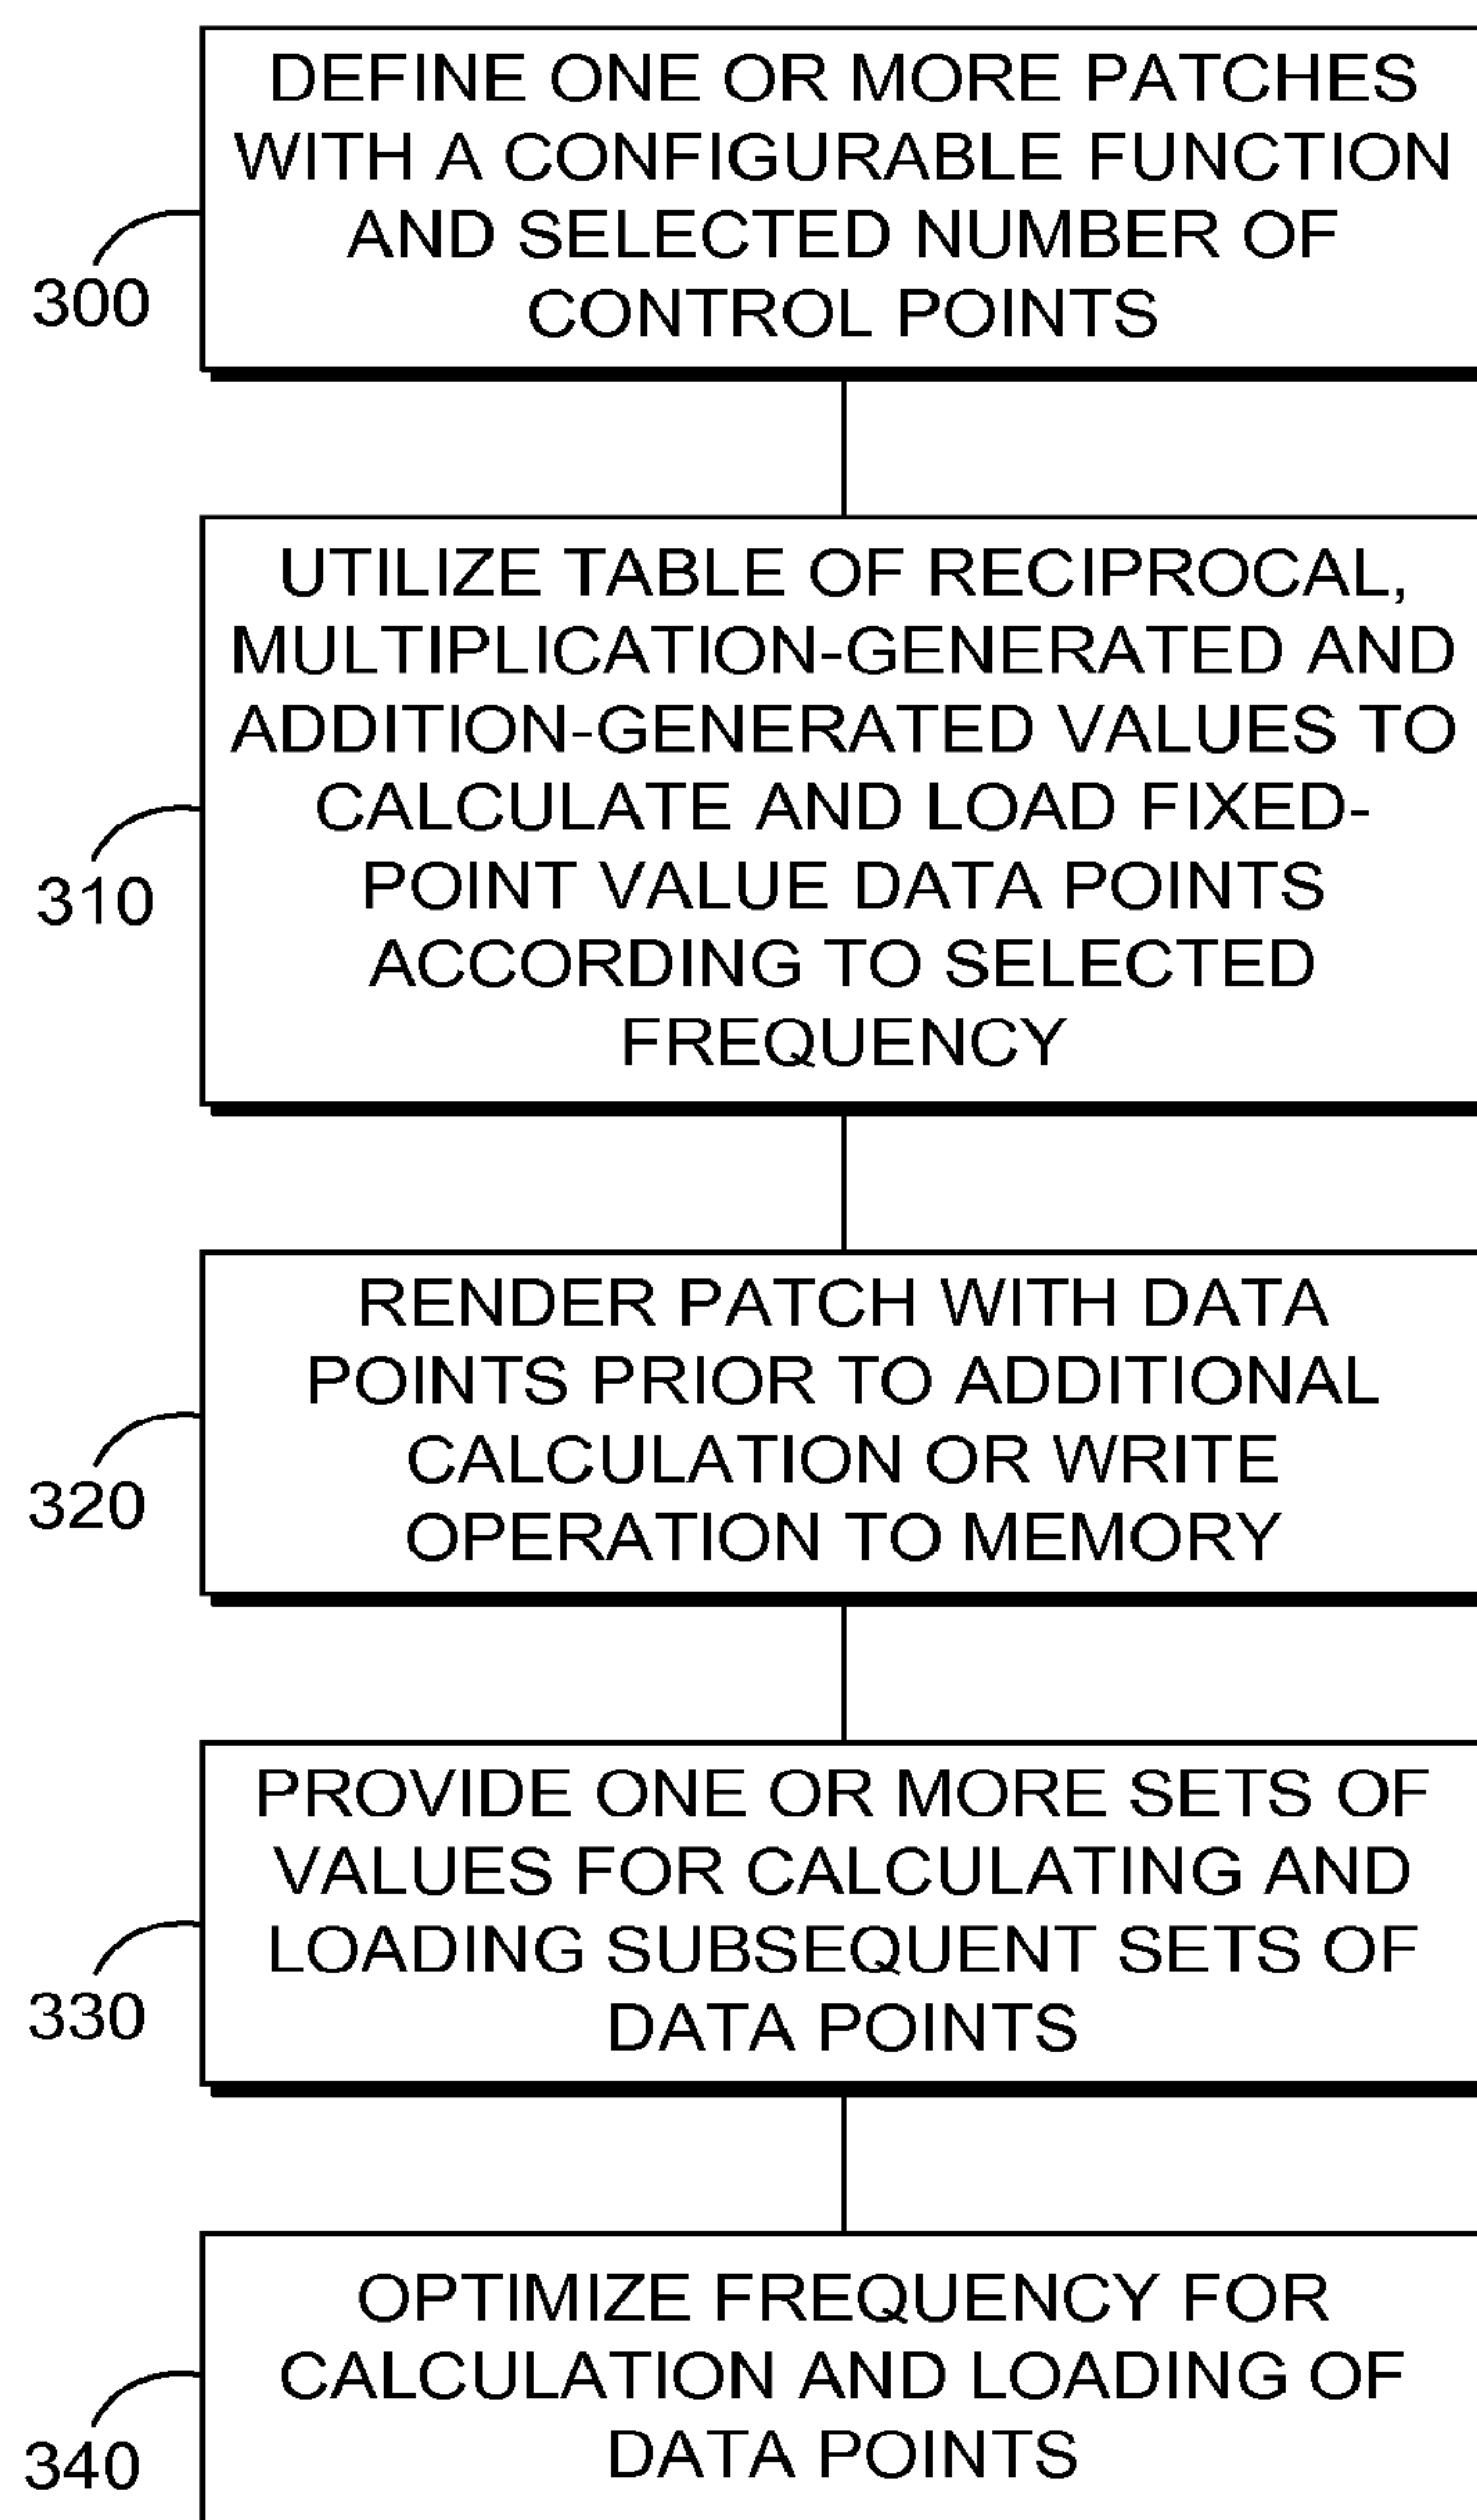 DEFINE ONE OR MORE PATCHES
WITH A CONFIGURABLE FUNCTION
AND SELECTED NUMBER OF
CONTROL POINTS
300
UTILIZE TABLE OF RECIPROCAL,
MULTIPLICATION-GENERATED AND
ADDITION-GENERATED VALUES TO
CALCULATE AND LOAD FIXED-
POINT VALUE DATA POINTS
ACCORDING TO SELECTED
FREQUENCY
310
RENDER PATCH WITH DATA
POINTS PRIOR TO ADDITIONAL
CALCULATION OR WRITE
OPERATION TO MEMORY
320
PROVIDE ONE OR MORE SETS OF
VALUES FOR CALCULATING AND
LOADING SUBSEQUENT SETS OF
DATA POINTS
330
OPTIMIZE FREQUENCY FOR
CALCULATION AND LOADING OF
DATA POINTS
340